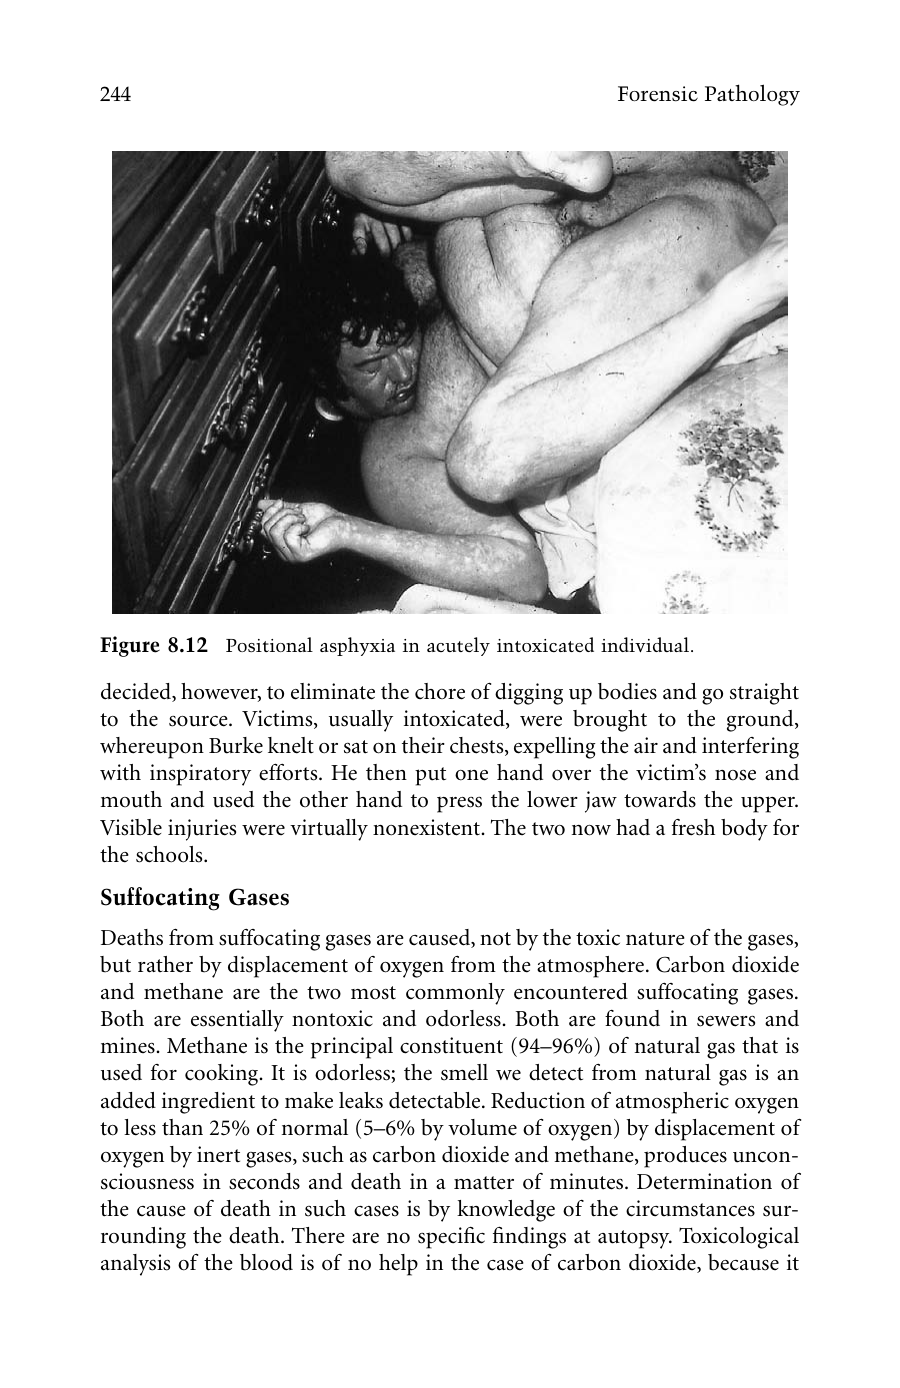 244
Forensic Pathology
Figure 8.12 Positional asphyxia in acutely intoxicated individual.
decided, however, to eliminate the chore of digging up bodies and go straight
to the source. Victims, usually intoxicated, were brought to the ground,
whereupon Burke knelt or sat on their chests, expelling the air and interfering
with inspiratory efforts. He then put one hand over the victim’s nose and
mouth and used the other hand to press the lower jaw towards the upper.
Visible injuries were virtually nonexistent. The two now had a fresh body for
the schools.
Suffocating Gases
Deaths from suffocating gases are caused, not by the toxic nature of the gases,
but rather by displacement of oxygen from the atmosphere. Carbon dioxide
and methane are the two most commonly encountered suffocating gases.
Both are essentially nontoxic and odorless. Both are found in sewers and
mines. Methane is the principal constituent (94–96%) of natural gas that is
used for cooking. It is odorless; the smell we detect from natural gas is an
added ingredient to make leaks detectable. Reduction of atmospheric oxygen
to less than 25% of normal (5–6% by volume of oxygen) by displacement of
oxygen by inert gases, such as carbon dioxide and methane, produces uncon-
sciousness in seconds and death in a matter of minutes. Determination of
the cause of death in such cases is by knowledge of the circumstances sur-
rounding the death. There are no specific findings at autopsy. Toxicological
analysis of the blood is of no help in the case of carbon dioxide, because it